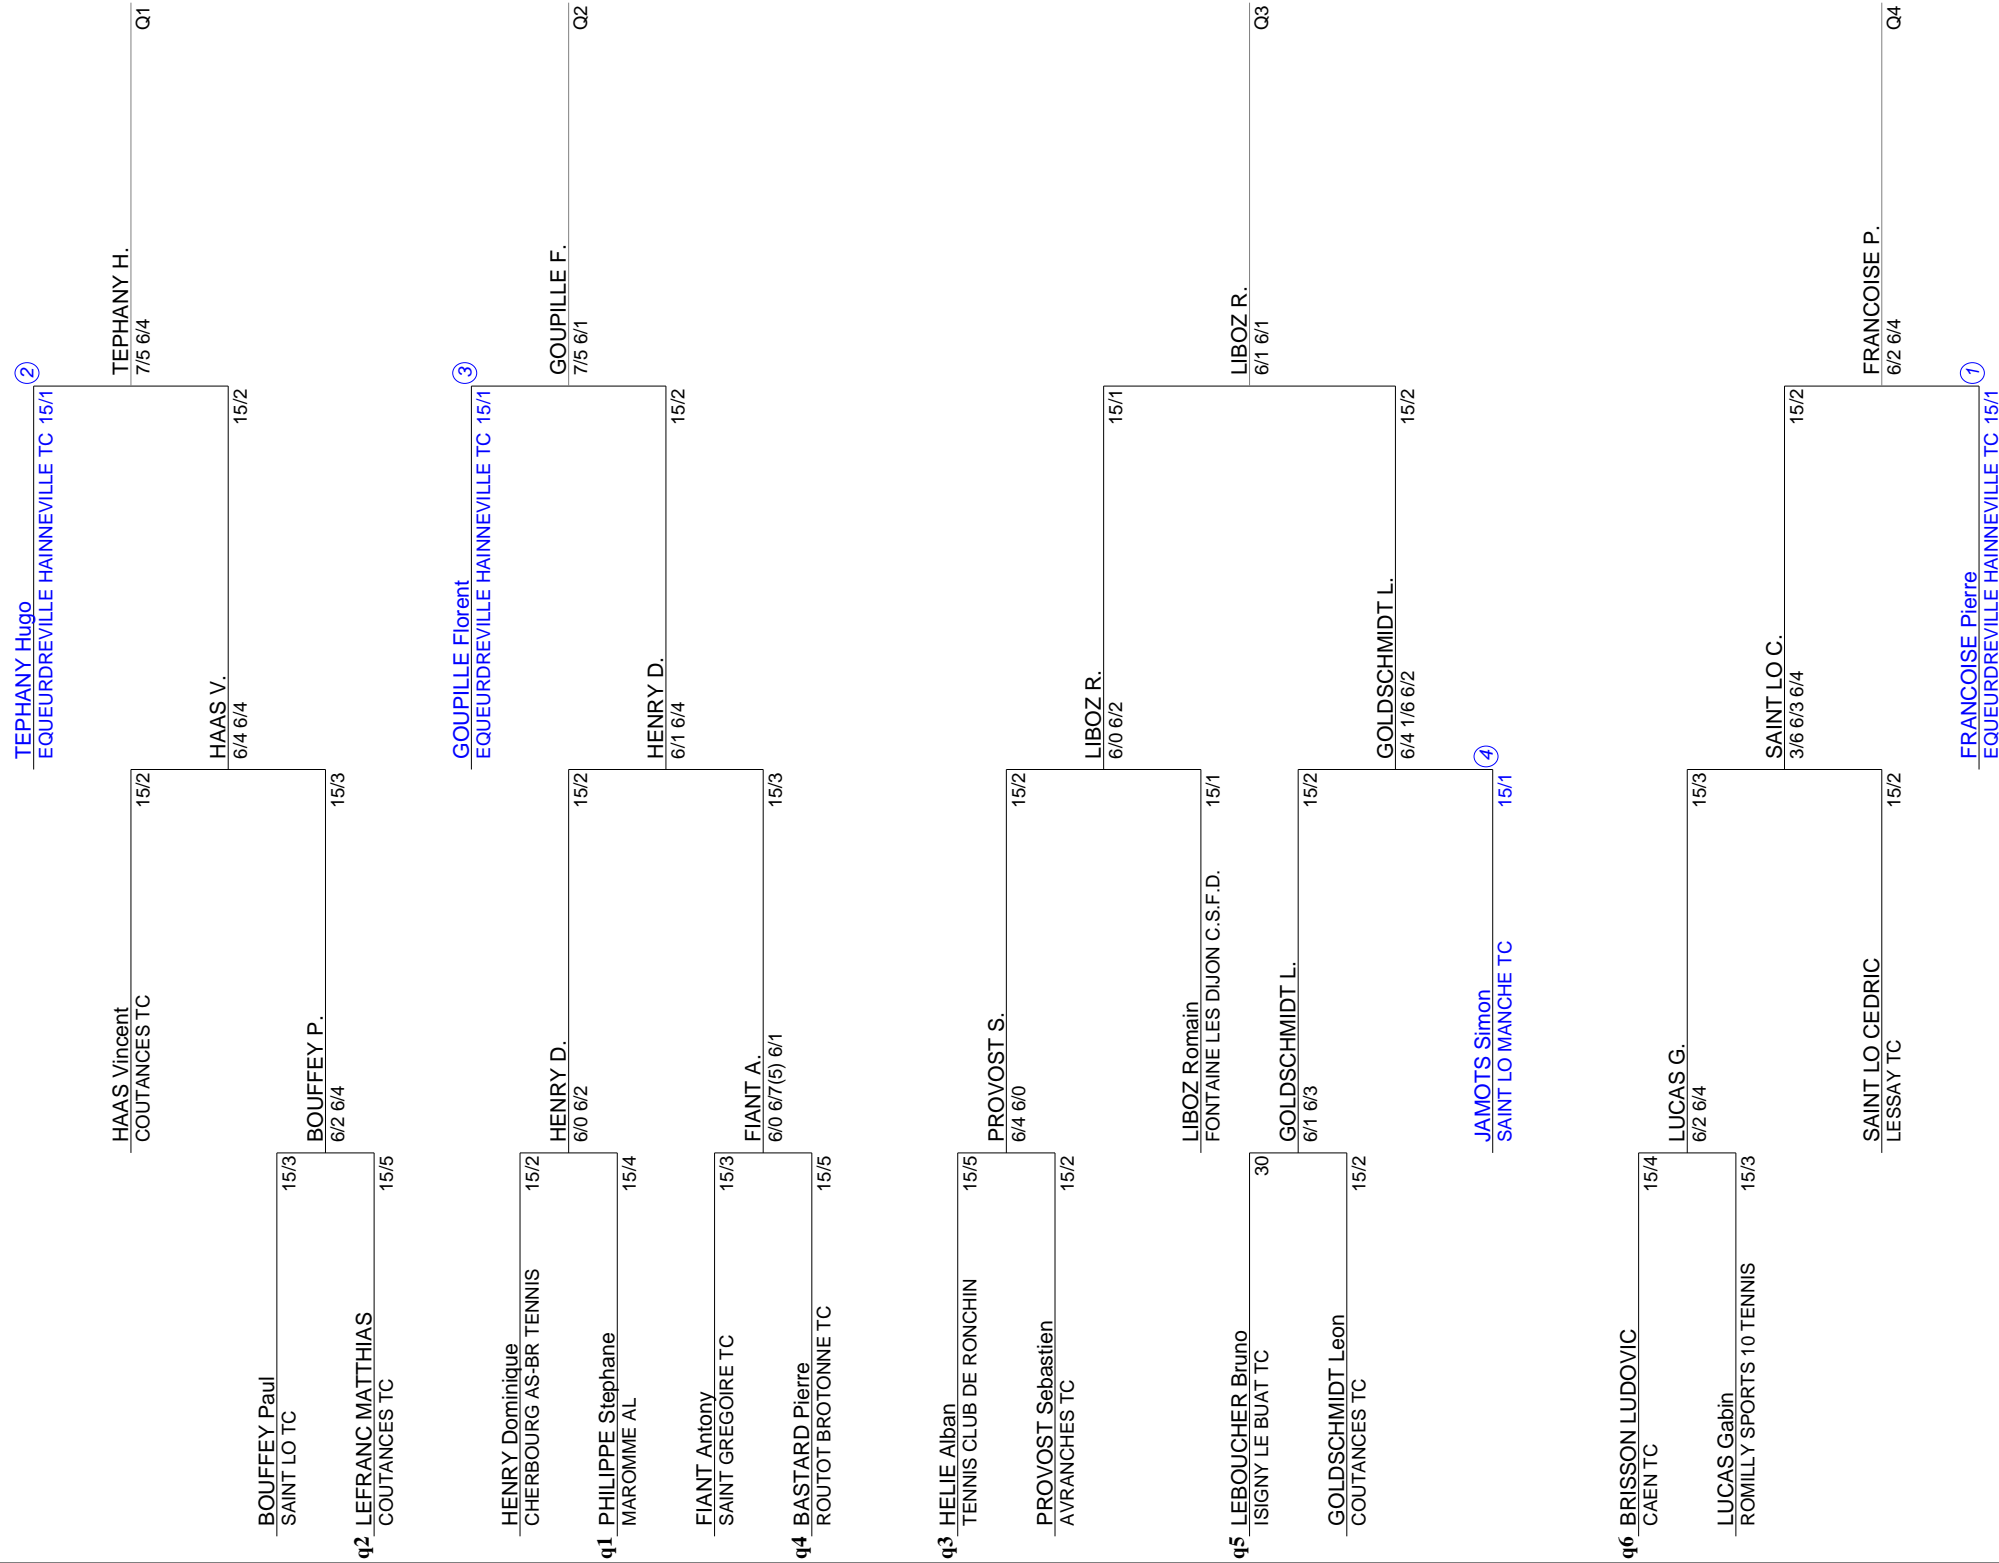 TEPHANY Hugo
EQUEURDREVILLE HAINNEVILLE TC 15/1
2
TEPHANY H.
7/5 6/4
Q1
HAAS Vincent
COUTANCES TC
15/2
HAAS V.
6/4 6/4
15/2
BOUFFEY Paul
SAINT LO TC
15/3
BOUFFEY P.
6/2 6/4
15/3
q2 LEFRANC MATTHIAS
COUTANCES TC
15/5
GOUPILLE Florent
EQUEURDREVILLE HAINNEVILLE TC 15/1
3
GOUPILLE F.
7/5 6/1
Q2
HENRY Dominique
CHERBOURG AS-BR TENNIS
15/2
HENRY D.
6/0 6/2
15/2
q1 PHILIPPE Stephane
MAROMME AL
15/4
HENRY D.
6/1 6/4
15/2
FIANT Antony
SAINT GREGOIRE TC
15/3
FIANT A.
6/0 6/7(5) 6/1
15/3
q4 BASTARD Pierre
ROUTOT BROTONNE TC
15/5
q3 HELIE Alban
TENNIS CLUB DE RONCHIN
15/5
PROVOST S.
6/4 6/0
15/2
PROVOST Sebastien
AVRANCHES TC
15/2
LIBOZ R.
6/0 6/2
15/1
LIBOZ Romain
FONTAINE LES DIJON C.S.F.D.
15/1
LIBOZ R.
6/1 6/1
Q3
q5 LEBOUCHER Bruno
ISIGNY LE BUAT TC
30
GOLDSCHMIDT L.
6/1 6/3
15/2
GOLDSCHMIDT Leon
COUTANCES TC
15/2
GOLDSCHMIDT L.
6/4 1/6 6/2
15/2
JAMOTS Simon
SAINT LO MANCHE TC
15/1
4
q6 BRISSON LUDOVIC
CAEN TC
15/4
LUCAS G.
6/2 6/4
15/3
LUCAS Gabin
ROMILLY SPORTS 10 TENNIS
15/3
SAINT LO C.
3/6 6/3 6/4
15/2
SAINT LO CEDRIC
LESSAY TC
15/2
FRANCOISE P.
6/2 6/4
Q4
FRANCOISE Pierre
EQUEURDREVILLE HAINNEVILLE TC 15/1
1